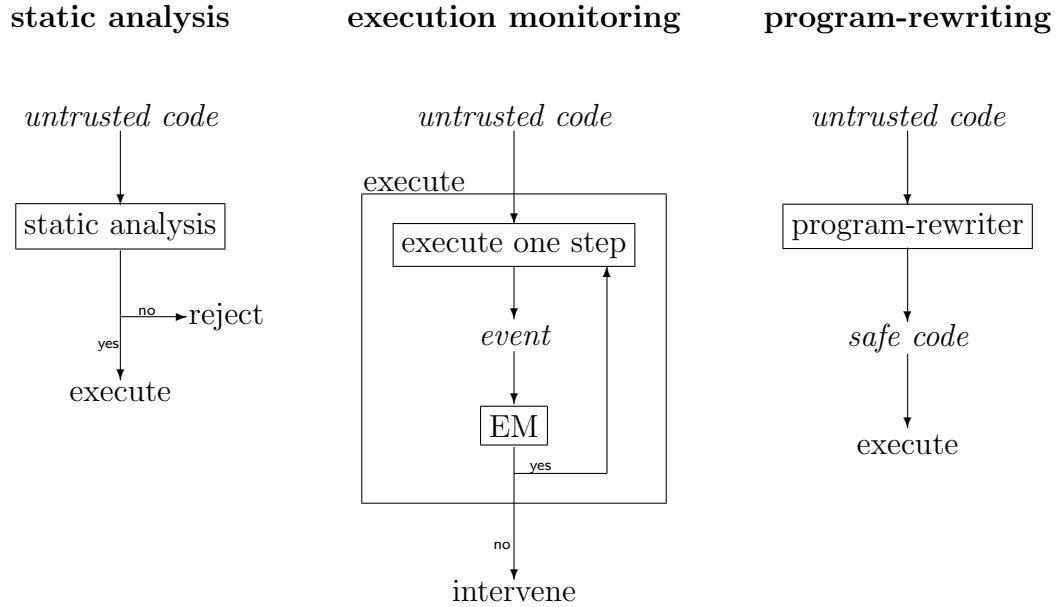 static analysis
execution monitoring
program-rewriting
untrusted code
static analysis
no
reject
yes
execute
untrusted code
execute
execute one step
event
EM
yes
no
intervene
untrusted code
program-rewriter
safe code
execute